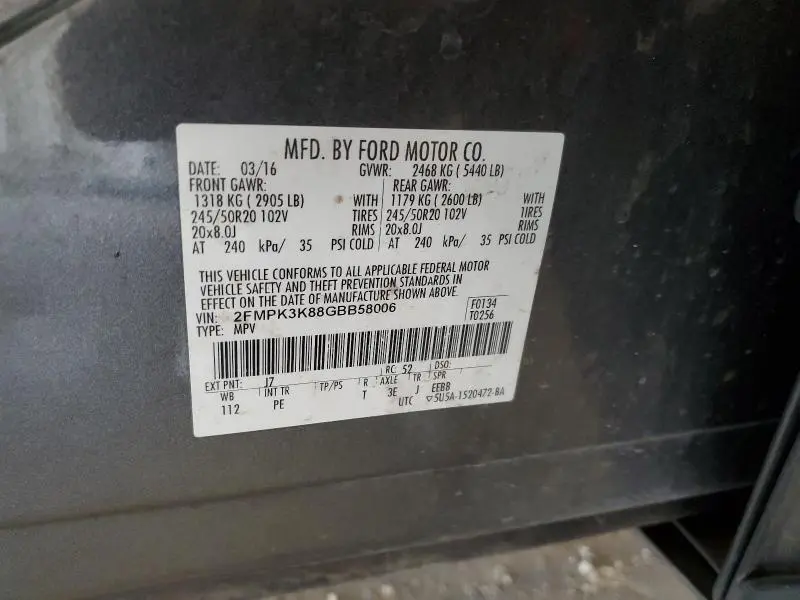 MFD. BY FORD MOTOR CO.
DATE: 03/16 GVWR: 2468 KG ( 5440 LB)
FRONT GAWR: REAR GAWR:
1318 KG ( 2905 LB) WITH 1179 KG ( 2600 LB) WITH
245/50R20 102V TIRES 245/50R20 102V TIRES
20x8.0J RIMS 20x8.0J RIMS
AT 240 kPa/ 35 PSI COLD AT 240 kPa/ 35 PSI COLD
THIS VEHICLE CONFORMS TO ALL APPLICABLE FEDERAL MOTOR
VEHICLE SAFETY AND THEFT PREVENTION STANDARDS IN
EFFECT ON THE DATE OF MANUFACTURE SHOWN ABOVE.
VIN: 2FMPK3K88GBB58006 F0134
TYPE: MPV T0256
EXT PNT: J7 RC: 52 DSO:
WB INT TR TP/PS R AXLE TR SPR
112 PE T 3E J EEBB
UTC ▽5U5A-1520472-BA